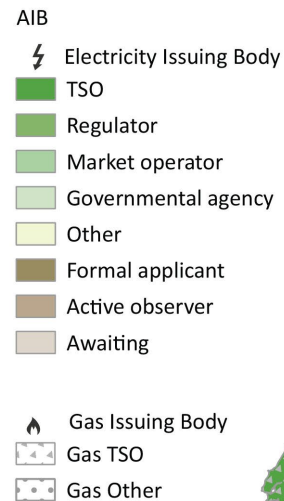 AIB
Electricity Issuing Body
TSO
Regulator
Market operator
Governmental agency
Other
Formal applicant
Active observer
Awaiting
Gas Issuing Body
Gas TSO
Gas Other